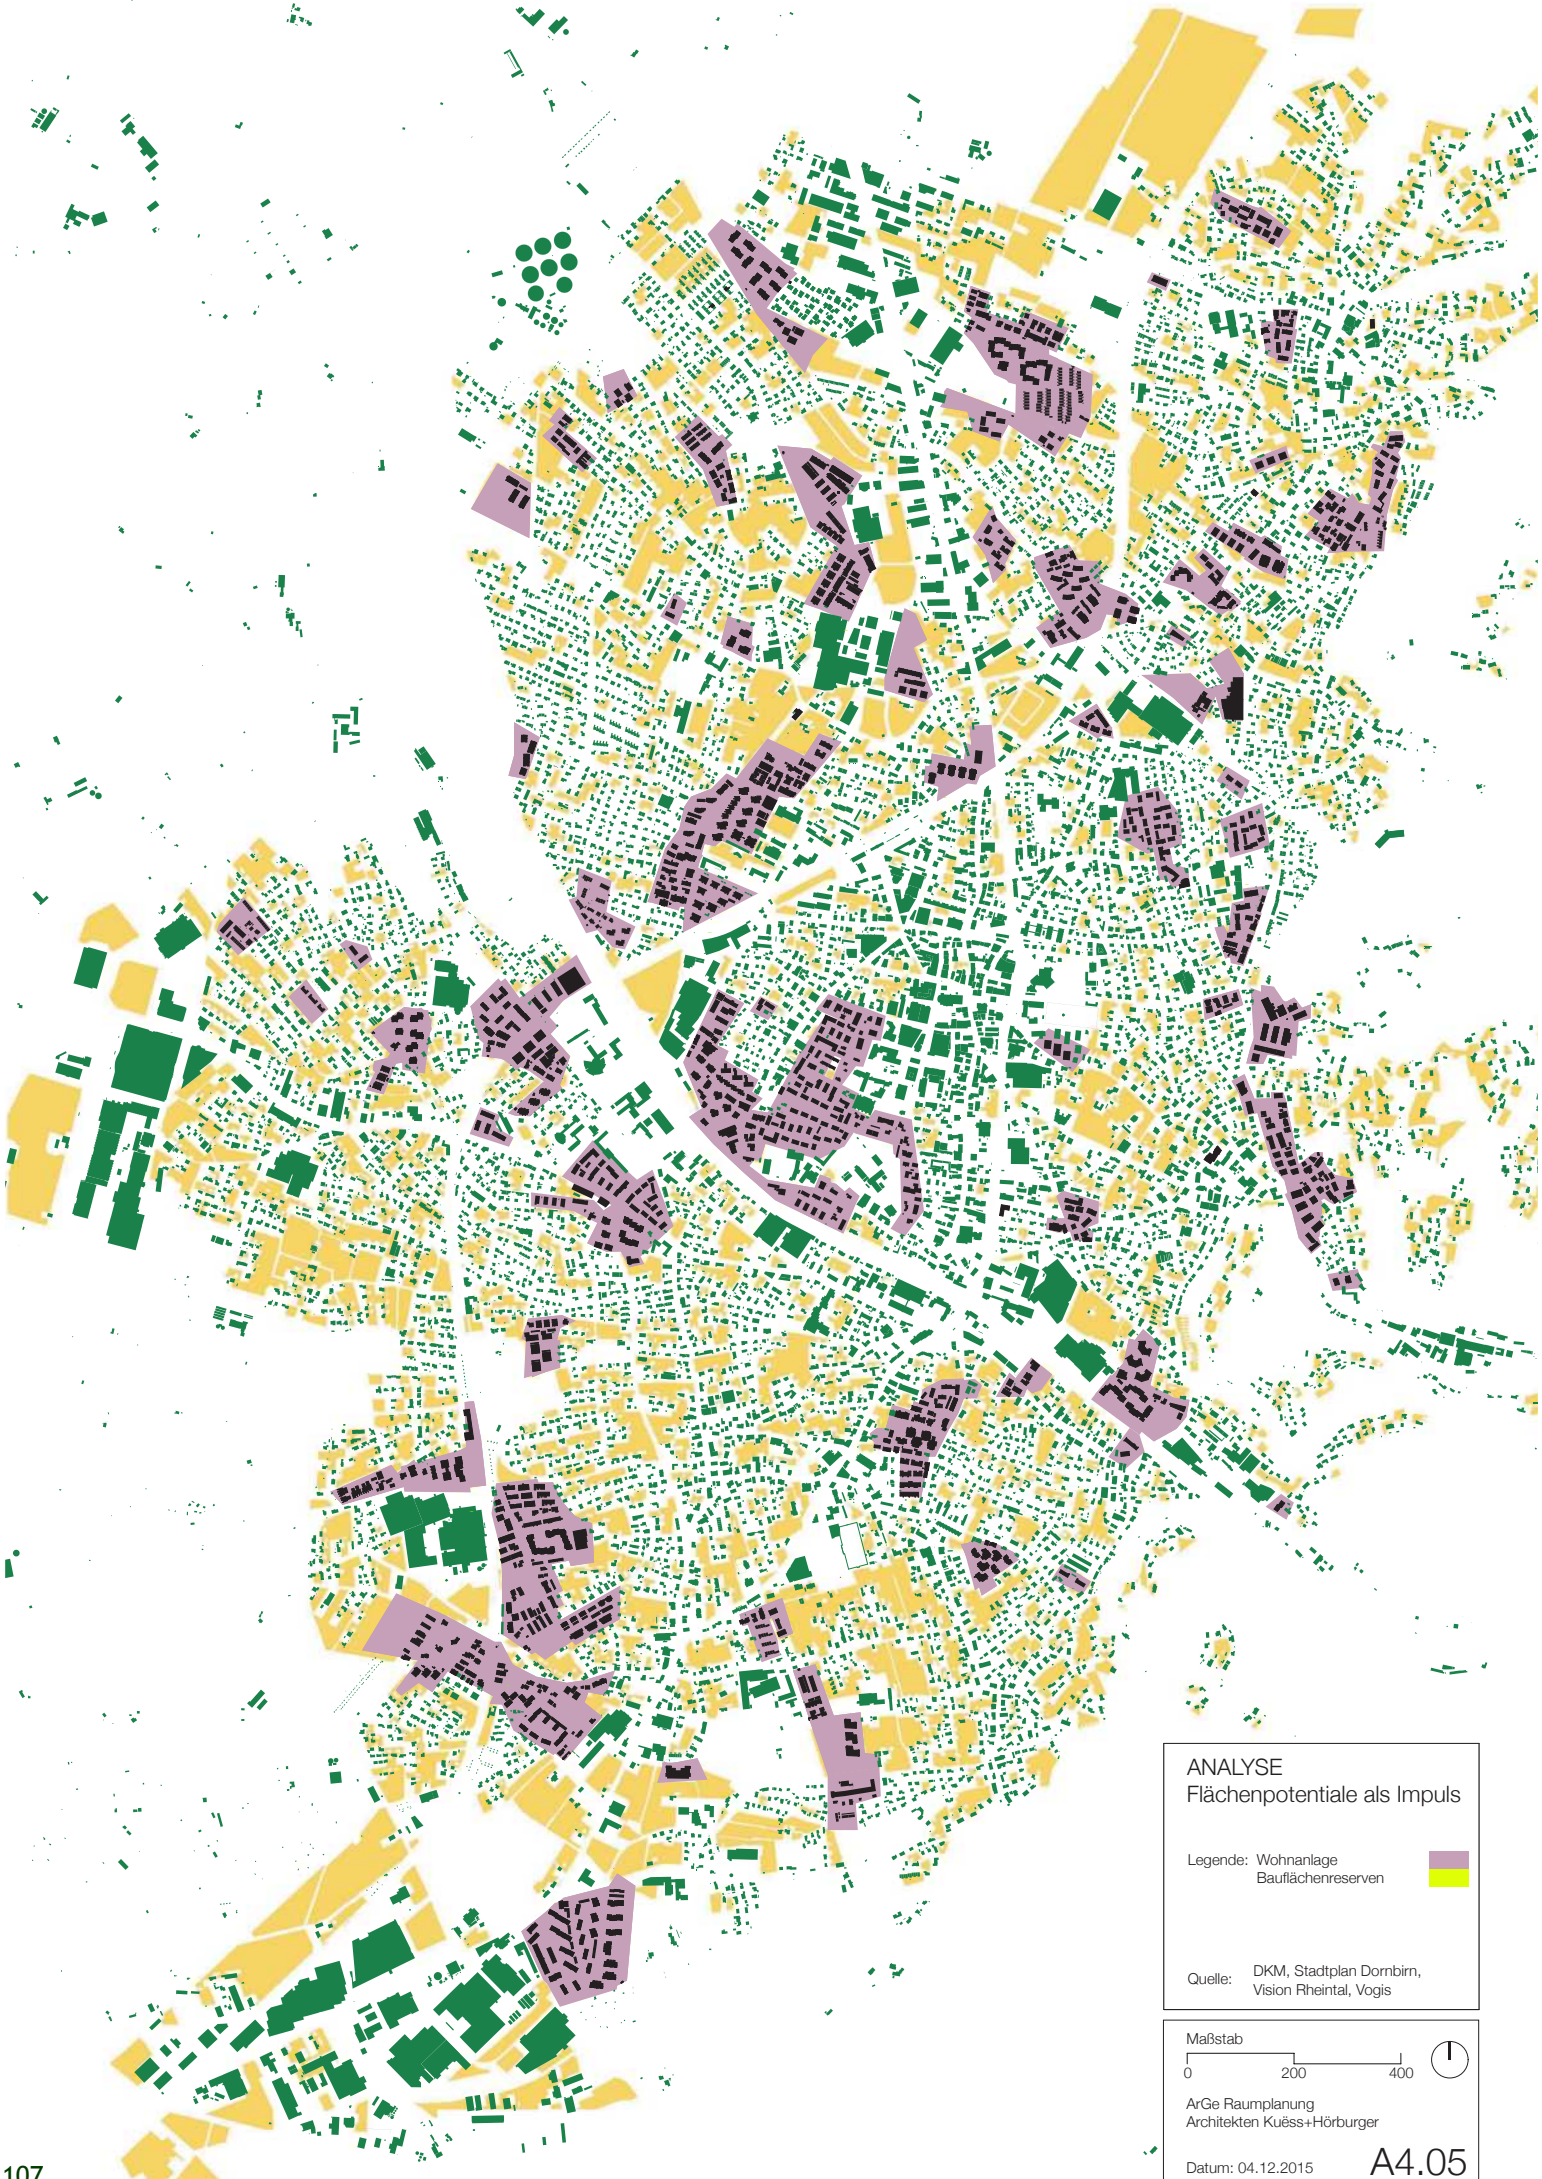 ANALYSE
Flächenpotentiale als Impuls
Legende: Wohnanlage
Bauflächenreserven
Quelle: DKM, Stadtplan Dornbirn,
Vision Rheintal, Vogis
Maßstab
0 200 400
ArGe Raumplanung
Architekten Kuëss+Hörburger
Datum: 04.12.2015 A4.05
107